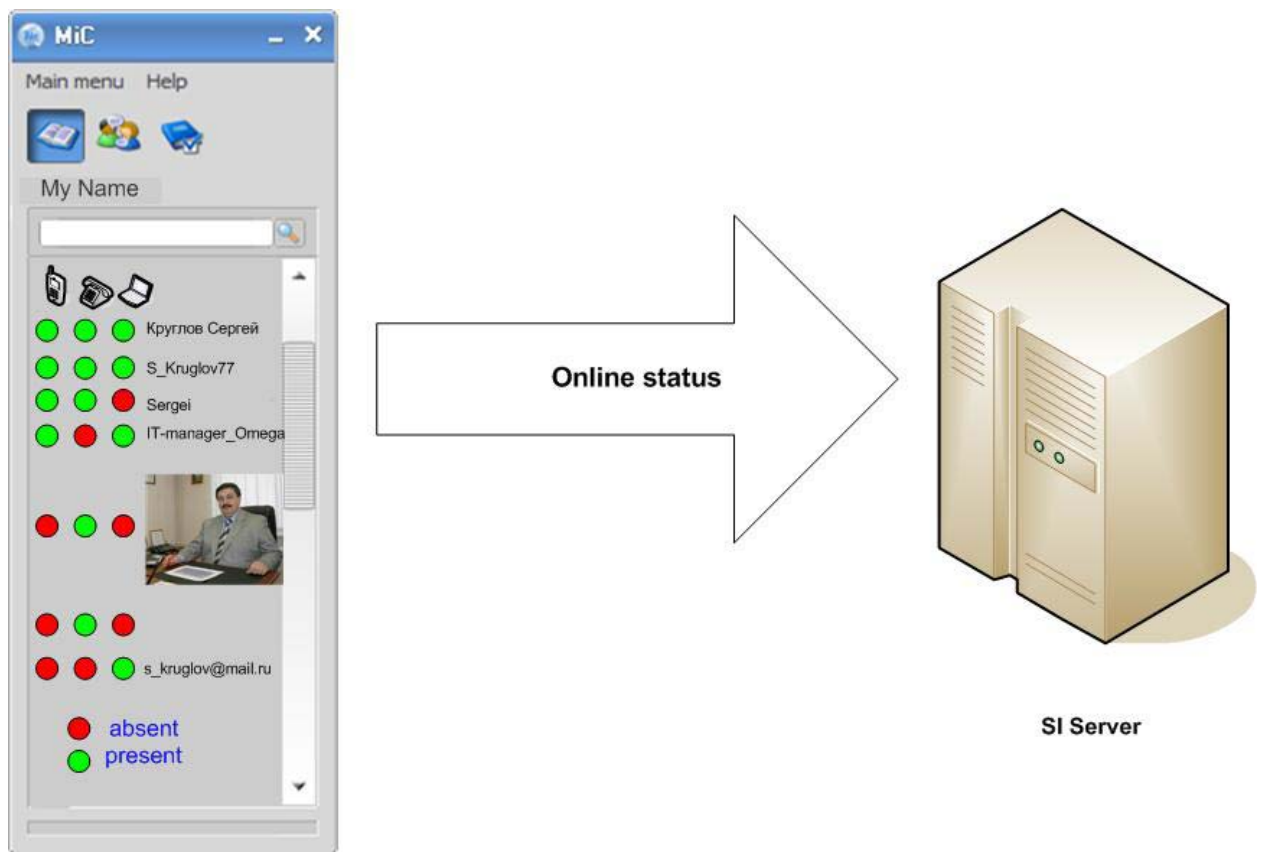 MiC
Main menu Help
My Name
Круглов Сергей
S_Kruglov77
Sergei
IT-manager_Omega
s_kruglov@mail.ru
absent
present
Online status
SI Server